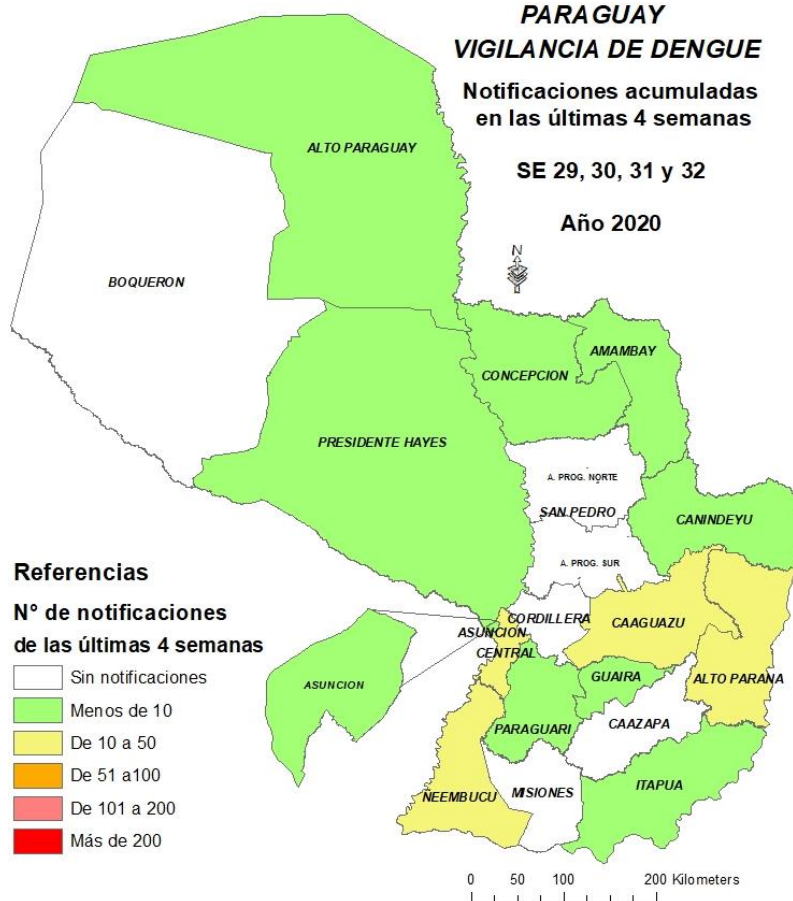 PARAGUAY
VIGILANCIA DE DENGUE
Notificaciones acumuladas
en las últimas 4 semanas
SE 29, 30, 31 y 32
Año 2020
N
ALTO PARAGUAY
BOQUERON
AMAMBAY
CONCEPCION
PRESIDENTE HAYES
A. PROG. NORTE
SAN PEDRO
CANINDEYU
A. PROG. SUR
CORDILLERA
CAAGUAZU
ASUNCION
CENTRAL
GUAIRA
ALTO PARANA
ASUNCION
PARAGUARI
CAAZAPA
ITAPUA
NEEMBUCU
MISIONES
Referencias
N° de notificaciones
de las últimas 4 semanas
Sin notificaciones
Menos de 10
De 10 a 50
De 51 a100
De 101 a 200
Más de 200
0 50 100 200 Kilometers